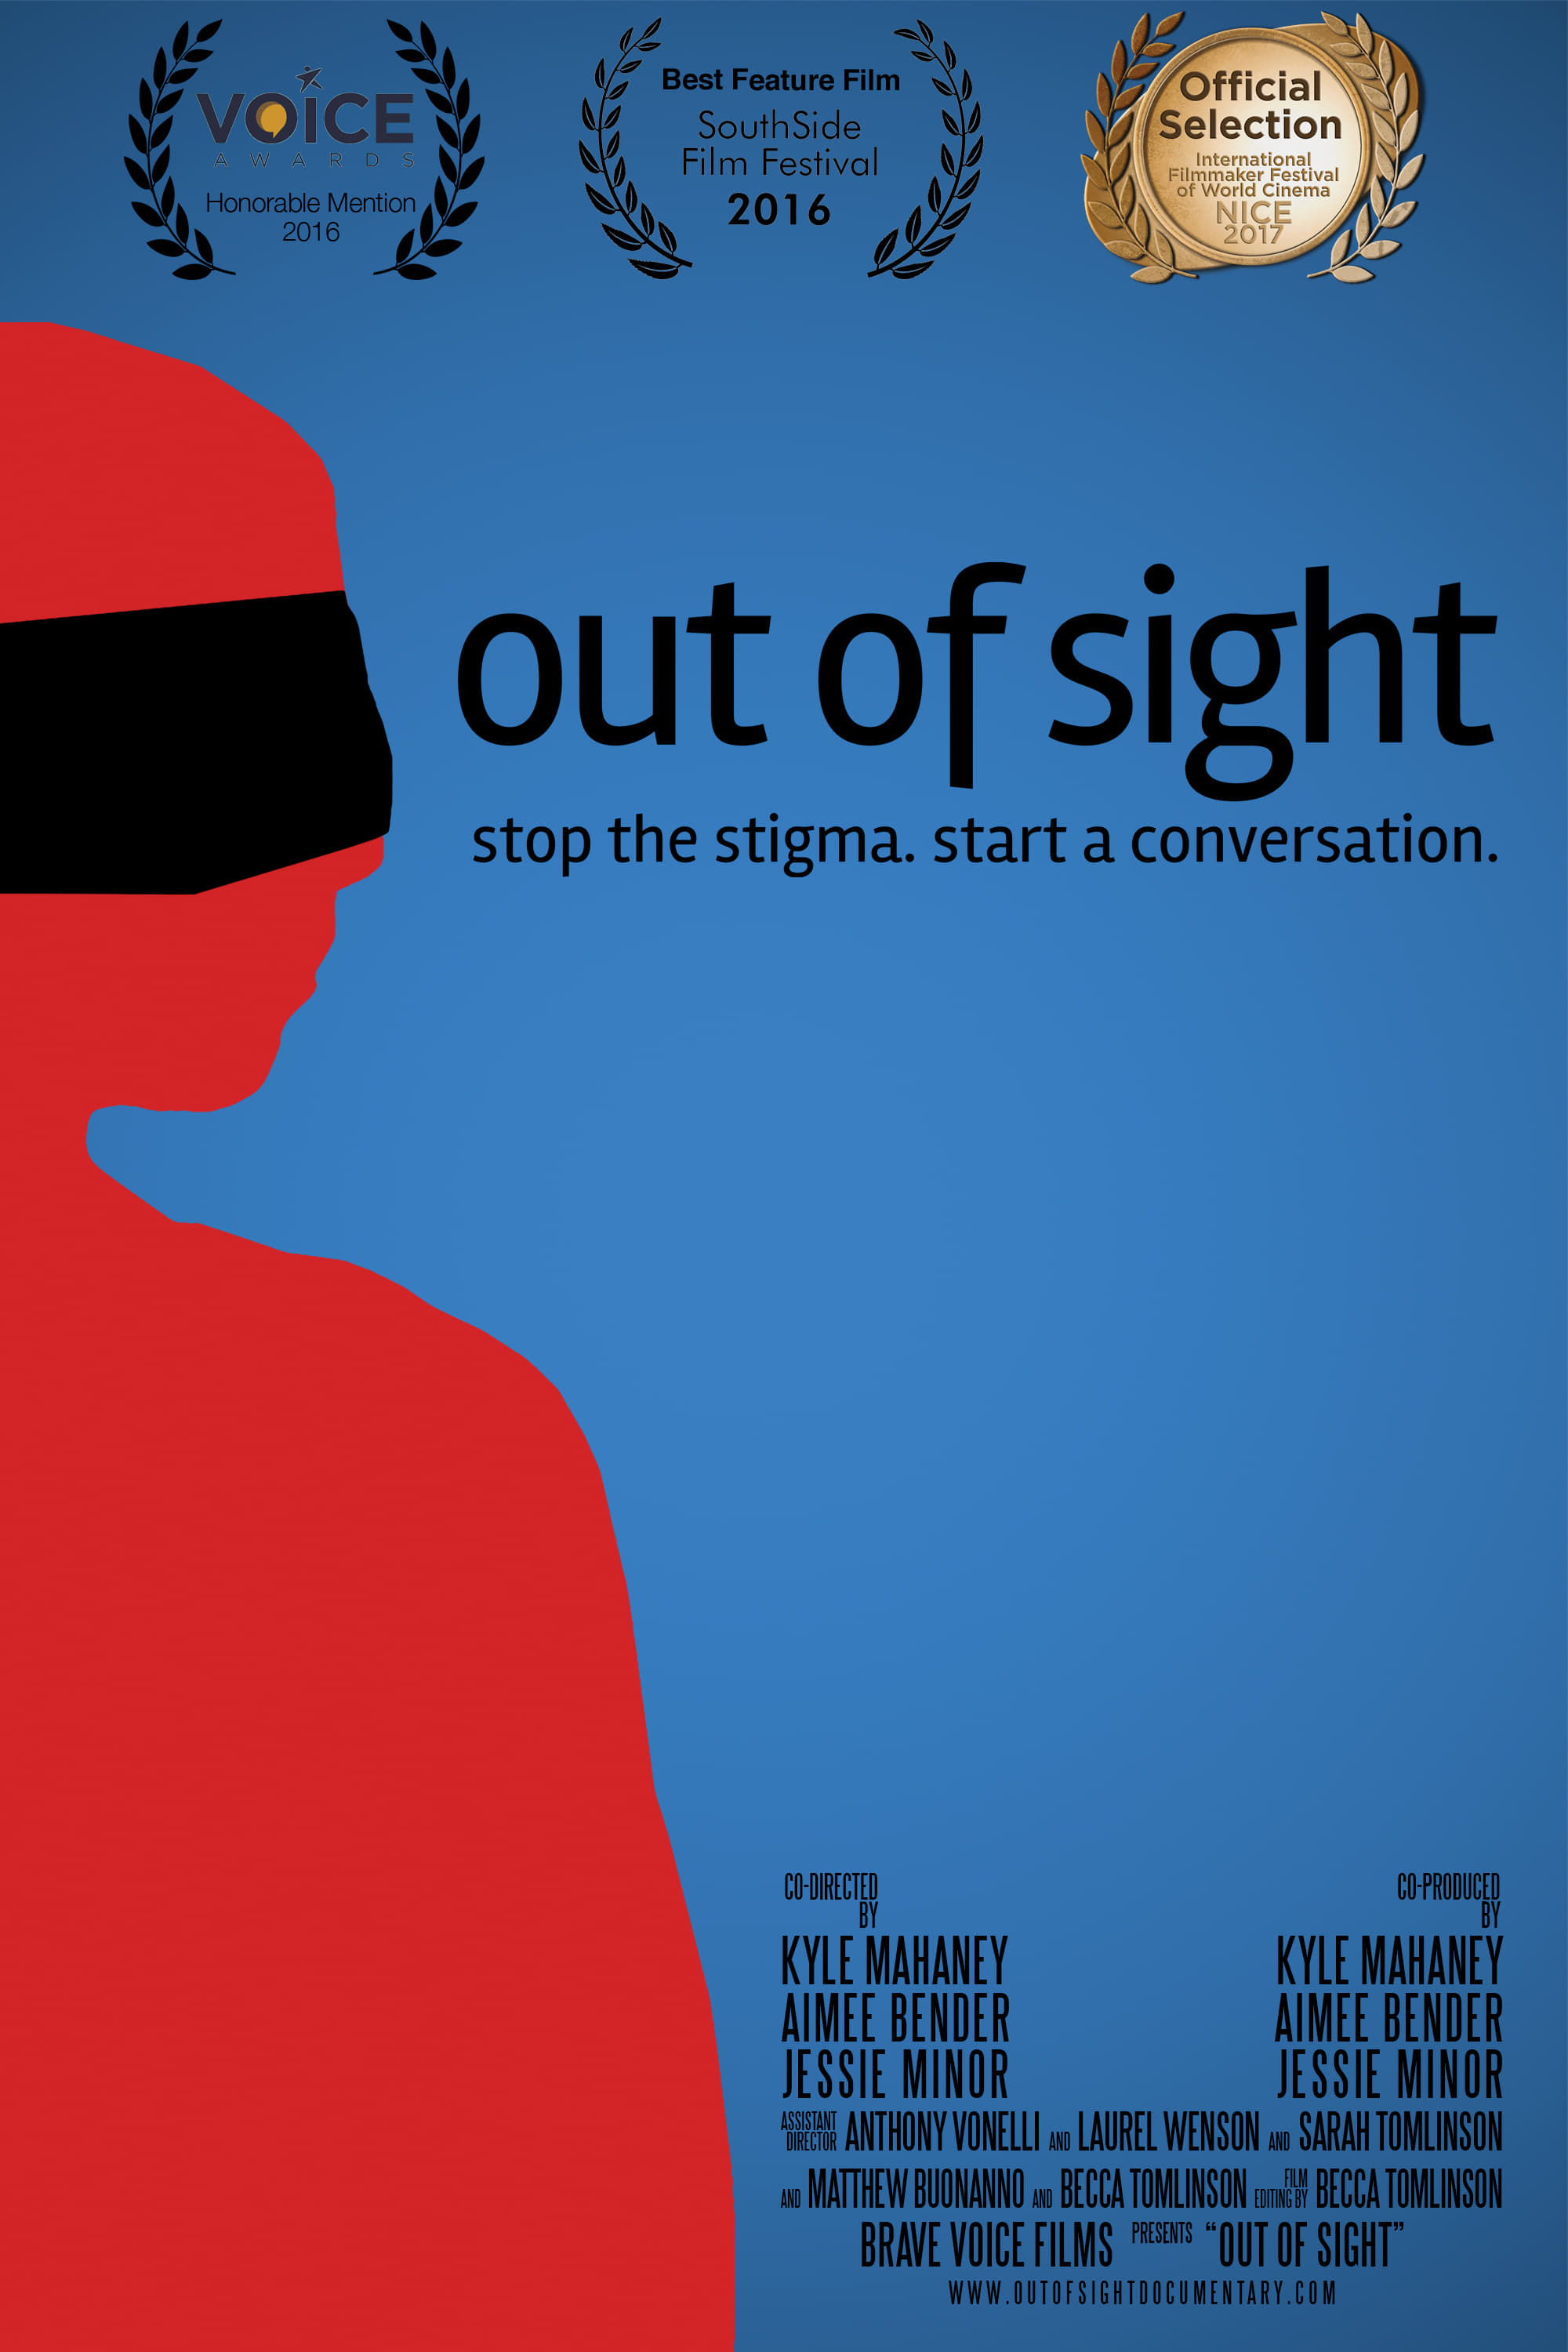 VOICE
AWARDS
Honorable Mention
2016
Best Feature Film
SouthSide
Film Festival
2016
Official
Selection
International
Filmmaker Festival
of World Cinema
NICE
2017
out of sight
stop the stigma. start a conversation.
CO-DIRECTED
BY
KYLE MAHANEY
AIMEE BENDER
JESSIE MINOR
CO-PRODUCED
BY
KYLE MAHANEY
AIMEE BENDER
JESSIE MINOR
ASSISTANT DIRECTOR ANTHONY VONELLI AND LAUREL WENSON AND SARAH TOMLINSON
AND MATTHEW BUONANNO AND BECCA TOMLINSON FILM EDITING BY BECCA TOMLINSON
BRAVE VOICE FILMS PRESENTS “OUT OF SIGHT”
WWW.OUTOFSIGHTDOCUMENTARY.COM